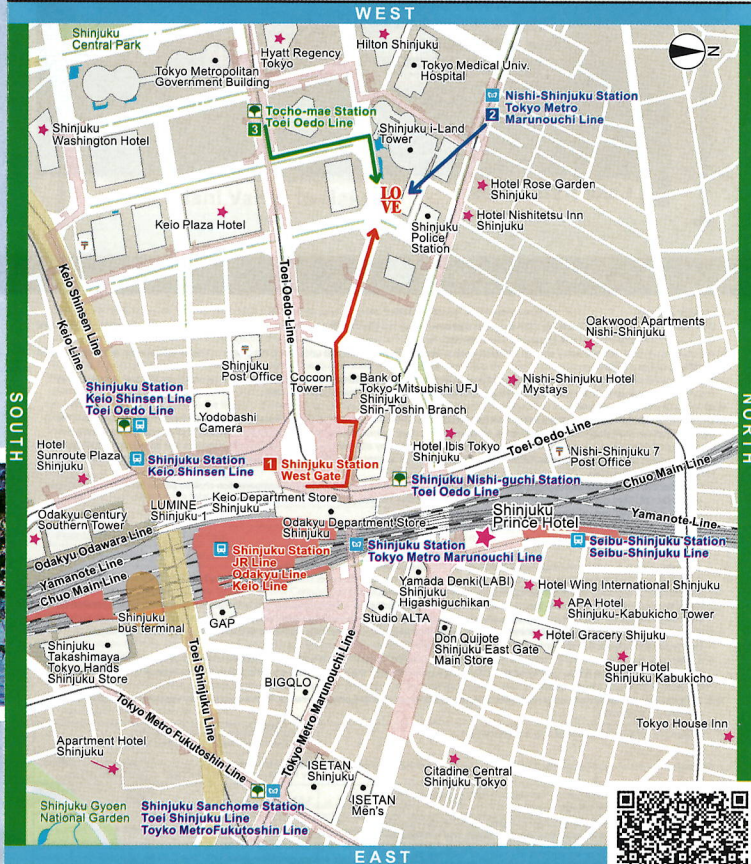 WEST
Shinjuku
Central Park
Hyatt Regency
Tokyo
Hilton Shinjuku
N
Tokyo Metropolitan
Government Building
Tokyo Medical Univ.
Hospital
Tocho-mae Station
Toei Oedo Line
3
Nishi-Shinjuku Station
Tokyo Metro
Marunouchi Line
2
Shinjuku
Washington Hotel
Shinjuku i-Land
Tower
LO
VE
Hotel Rose Garden
Shinjuku
Hotel Nishitetsu Inn
Shinjuku
Keio Plaza Hotel
Shinjuku
Police
Station
Keio Shinsen Line
Keio Line
Toei Oedo Line
Oakwood Apartments
Nishi-Shinjuku
Shinjuku
Post Office
Cocoon
Tower
Bank of
Tokyo-Mitsubishi UFJ
Shinjuku
Shin-Toshin Branch
Nishi-Shinjuku Hotel
Mystays
Shinjuku Station
Keio Shinsen Line
Toei Oedo Line
Yodobashi
Camera
SOUTH
NORTH
Hotel
Sunroute Plaza
Shinjuku
Shinjuku Station
Keio Shinsen Line
1
Shinjuku Station
West Gate
Hotel Ibis Tokyo
Shinjuku
Toei Oedo Line
Nishi-Shinjuku 7
Post Office
Shinjuku Nishi-guchi Station
Toei Oedo Line
Chuo Main Line
LUMINE
Shinjuku 1
Keio Department Store
Shinjuku
Odakyu Century
Southern Tower
Odakyu Department Store
Shinjuku
Shinjuku
Prince Hotel
Yamanote Line
Odakyu Odawara Line
Yamanote Line
Chuo Main Line
Shinjuku Station
JR Line
Odakyu Line
Keio Line
Shinjuku Station
Tokyo Metro Marunouchi Line
Seibu-Shinjuku Station
Seibu-Shinjuku Line
Yamada Denki(LABI)
Shinjuku
Higashiguchikan
Hotel Wing International Shinjuku
APA Hotel
Shinjuku-Kabukicho Tower
Shinjuku
bus terminal
GAP
Studio ALTA
Don Quijote
Shinjuku East Gate
Main Store
Hotel Gracery Shijuku
Shinjuku
Takashimaya
Tokyo Hands
Shinjuku Store
Toei Shinjuku Line
Super Hotel
Shinjuku Kabukicho
BIGQLO
Tokyo Metro Marunouchi Line
Tokyo Metro Fukutoshin Line
Tokyo House Inn
Apartment Hotel
Shinjuku
ISETAN
Shinjuku
Citadine Central
Shinjuku Tokyo
ISETAN
Men's
Shinjuku Gyoen
National Garden
Shinjuku Sanchome Station
Toei Shinjuku Line
Toyko MetroFukutoshin Line
EAST